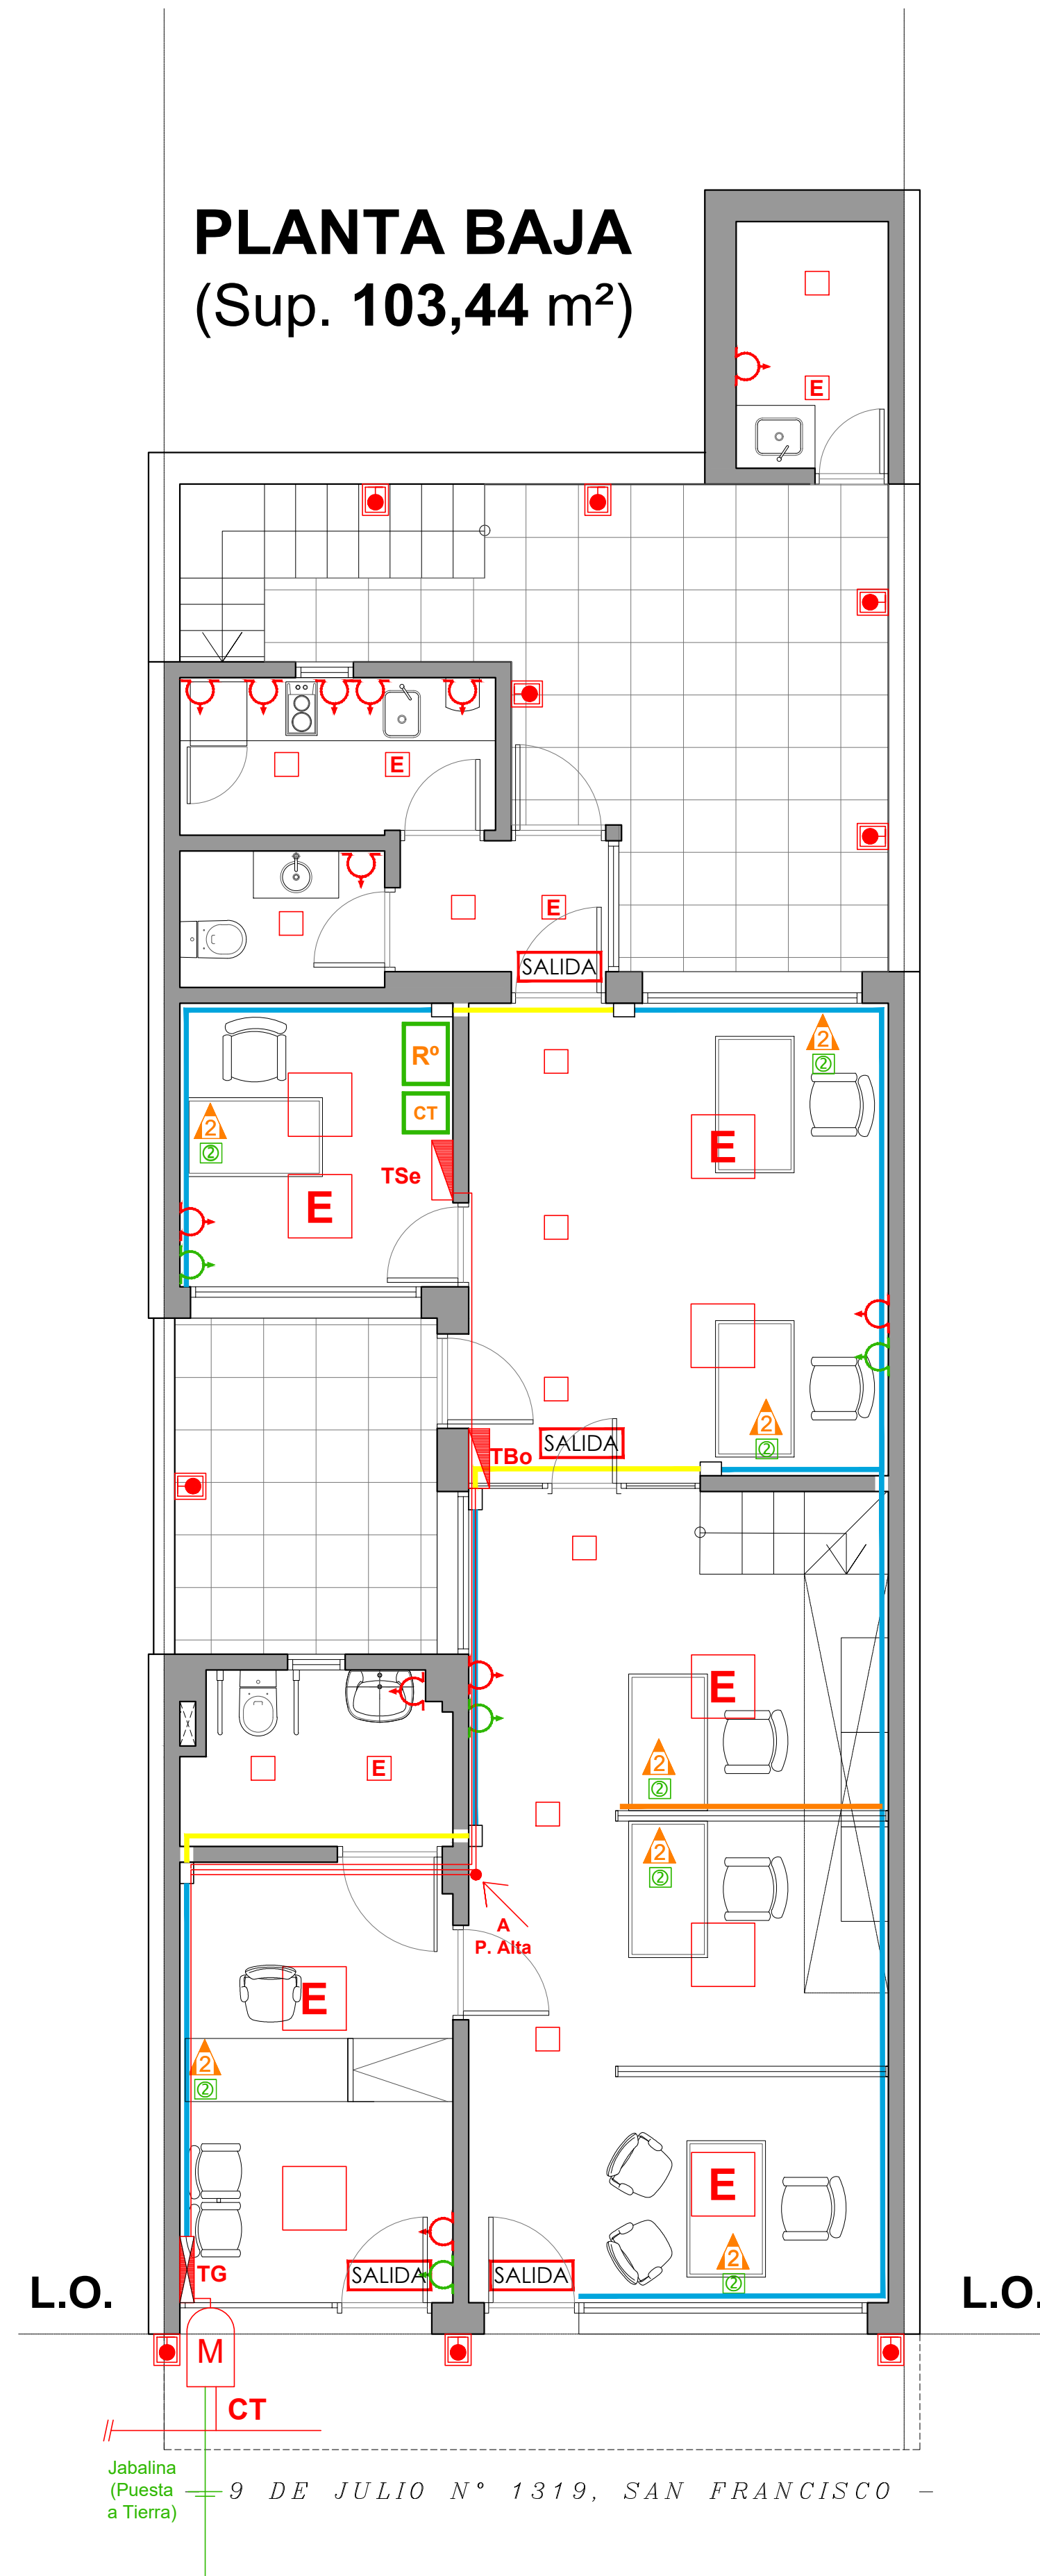 PLANTA BAJA
(Sup. 103,44 m²)
E
E
E
SALIDA
Rº
CT
2
2
2
2
TSe
E
E
SALIDA
2
2
TBo
E
2
2
E
2
2
A
P. Alta
E
2
2
E
2
2
TG
SALIDA
SALIDA
L.O.
L.O.
M
CT
Jabalina
(Puesta
a Tierra)
9 DE JULIO N° 1319, SAN FRANCISCO